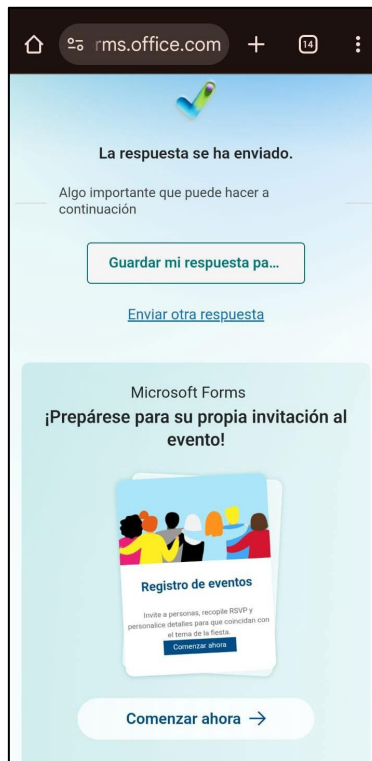 rms.office.com
14
La respuesta se ha enviado.
Algo importante que puede hacer a
continuación
Guardar mi respuesta pa...
Enviar otra respuesta
Microsoft Forms
¡Prepárese para su propia invitación al
evento!
Registro de eventos
Invite a personas, recopile RSVP y
personalice detalles para que coincidan con
el tema de la fiesta.
Comenzar ahora
Comenzar ahora →